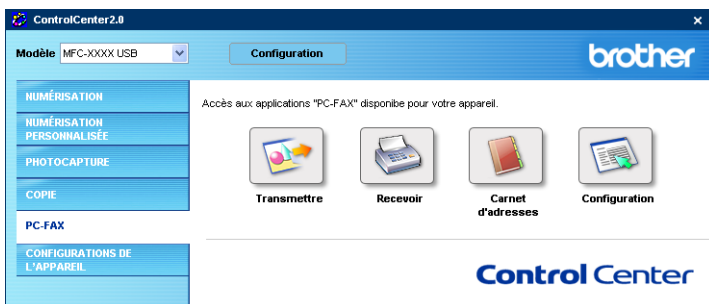 ControlCenter2.0
Modèle MFC-XXXX USB Configuration brother
NUMÉRISATION
NUMÉRISATION
PERSONNALISÉE
PHOTOCAPTURE
COPIE
PC-FAX
CONFIGURATIONS DE
L'APPAREIL
Accès aux applications "PC-FAX" disponibe pour votre appareil.
Transmettre
Recevoir
Carnet
d'adresses
Configuration
Control Center